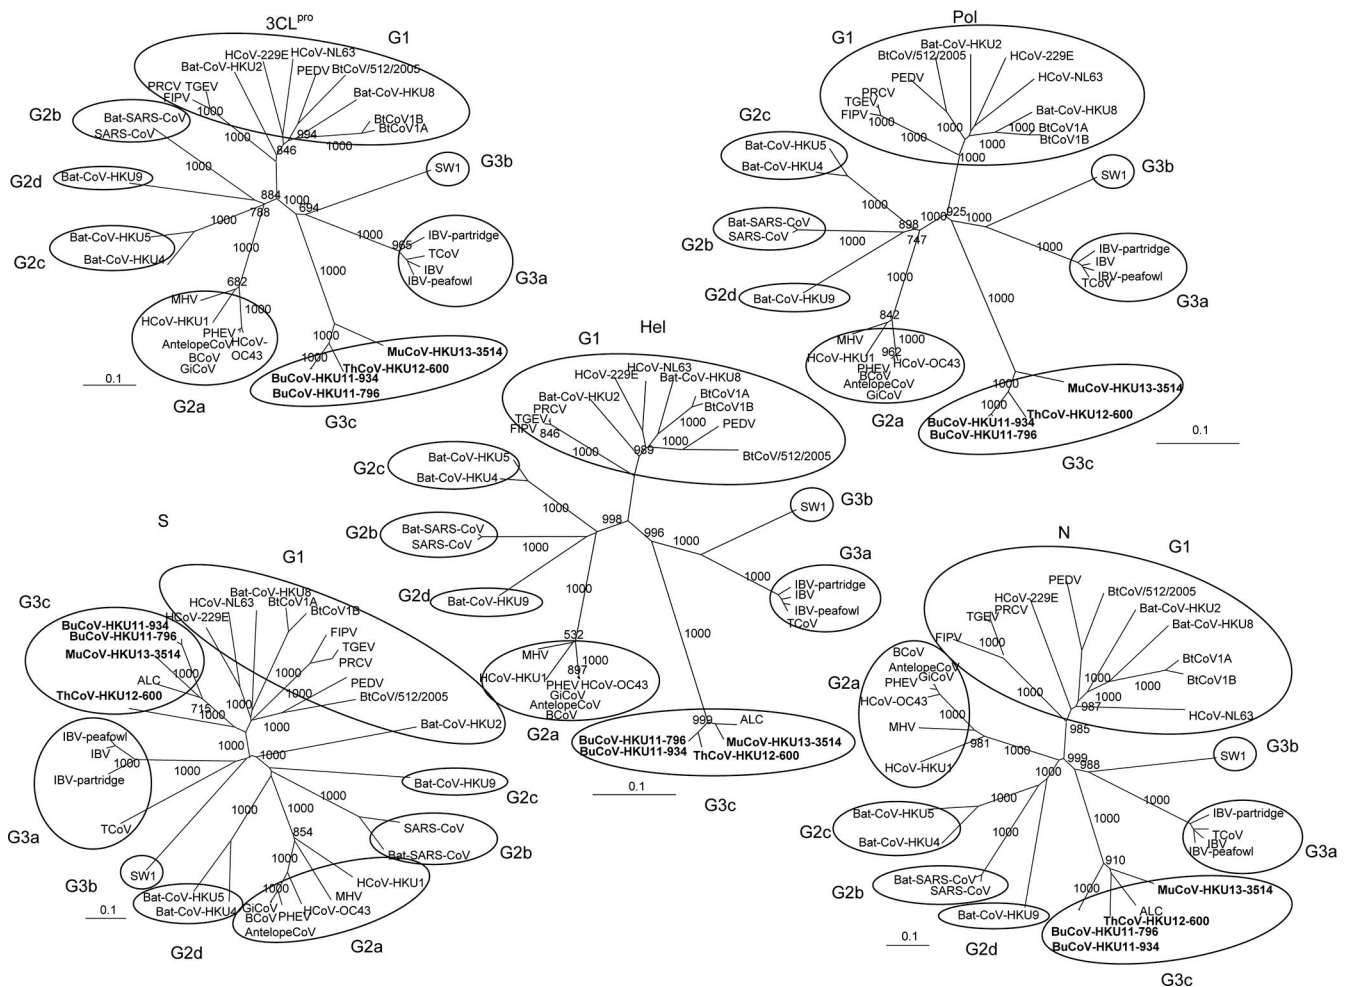 3CLpro
G1
HCoV-229E
HCoV-NL63
Bat-CoV-HKU2
PEDV
BtCoV/512/2005
PRCV
TGEV
FIPV
1000
Bat-CoV-HKU8
BtCoV1B
BtCoV1A
994
1000
1000
846
G2b
Bat-SARS-CoV
SARS-CoV
1000
G2d
Bat-CoV-HKU9
884
1000
694
788
SW1
G3b
1000
Bat-CoV-HKU5
Bat-CoV-HKU4
G2c
1000
965
IBV-partridge
TCoV
IBV
IBV-peafowl
G3a
1000
1000
682
MHV
1000
HCoV-HKU1
PHEV
AntelopeCoV
HCoV-OC43
BCoV
GiCoV
G2a
1000
1000
MuCoV-HKU13-3514
ThCoV-HKU12-600
BuCoV-HKU11-934
BuCoV-HKU11-796
G3c
0.1
Pol
G1
Bat-CoV-HKU2
BtCoV/512/2005
HCoV-229E
PEDV
HCoV-NL63
PRCV
TGEV
FIPV
1000
Bat-CoV-HKU8
1000
1000
BtCoV1A
BtCoV1B
1000
1000
1000
G2c
Bat-CoV-HKU5
Bat-CoV-HKU4
1000
SW1
G3b
Bat-SARS-CoV
SARS-CoV
G2b
1000
898
1000
925
1000
747
1000
IBV-partridge
IBV
IBV-peafowl
TCoV
G3a
G2d
Bat-CoV-HKU9
1000
1000
842
MHV
HCoV-HKU1
962
HCoV-OC43
PHEV
BCoV
AntelopeCoV
GiCoV
G2a
1000
1000
MuCoV-HKU13-3514
ThCoV-HKU12-600
BuCoV-HKU11-934
BuCoV-HKU11-796
G3c
0.1
Hel
G1
HCoV-NL63
HCoV-229E
Bat-CoV-HKU8
Bat-CoV-HKU2
BtCoV1A
BtCoV1B
PRCV
TGEV
FIPV
846
1000
PEDV
1000
1000
989
BtCoV/512/2005
G2c
Bat-CoV-HKU5
Bat-CoV-HKU4
1000
G2b
Bat-SARS-CoV
SARS-CoV
1000
998
996
1000
SW1
G3b
G2d
Bat-CoV-HKU9
1000
1000
IBV-partridge
IBV
IBV-peafowl
TCoV
G3a
532
MHV
1000
HCoV-HKU1
897
PHEV
HCoV-OC43
GiCoV
AntelopeCoV
BCoV
G2a
1000
999
ALC
BuCoV-HKU11-796
MuCoV-HKU13-3514
BuCoV-HKU11-934
ThCoV-HKU12-600
G3c
0.1
S
G1
Bat-CoV-HKU8
HCoV-NL63
BtCoV1A
HCoV-229E
BtCoV1B
FIPV
TGEV
PRCV
PEDV
BtCoV/512/2005
Bat-CoV-HKU2
1000
1000
1000
1000
G3c
BuCoV-HKU11-934
BuCoV-HKU11-796
MuCoV-HKU13-3514
1000
ALC
ThCoV-HKU12-600
715
1000
1000
1000
IBV-peafowl
IBV
1000
IBV-partridge
1000
TCoV
G3a
SW1
G3b
Bat-CoV-HKU9
G2c
1000
SARS-CoV
Bat-SARS-CoV
G2b
1000
1000
854
1000
1000
HCoV-HKU1
MHV
HCoV-OC43
GiCoV
BCoV
PHEV
AntelopeCoV
G2a
Bat-CoV-HKU5
Bat-CoV-HKU4
G2d
0.1
N
G1
PEDV
BtCoV/512/2005
HCoV-229E
Bat-CoV-HKU2
PRCV
TGEV
Bat-CoV-HKU8
FIPV
1000
BtCoV1A
BtCoV1B
1000
1000
1000
1000
987
HCoV-NL63
985
BCoV
AntelopeCoV
GiCoV
PHEV
HCoV-OC43
G2a
1000
MHV
981
HCoV-HKU1
1000
999
988
1000
SW1
G3b
Bat-CoV-HKU5
Bat-CoV-HKU4
G2c
1000
Bat-SARS-CoV
SARS-CoV
G2b
Bat-CoV-HKU9
G2d
1000
IBV-partridge
TCoV
IBV
IBV-peafowl
G3a
1000
910
1000
MuCoV-HKU13-3514
ALC
ThCoV-HKU12-600
BuCoV-HKU11-796
BuCoV-HKU11-934
G3c
0.1